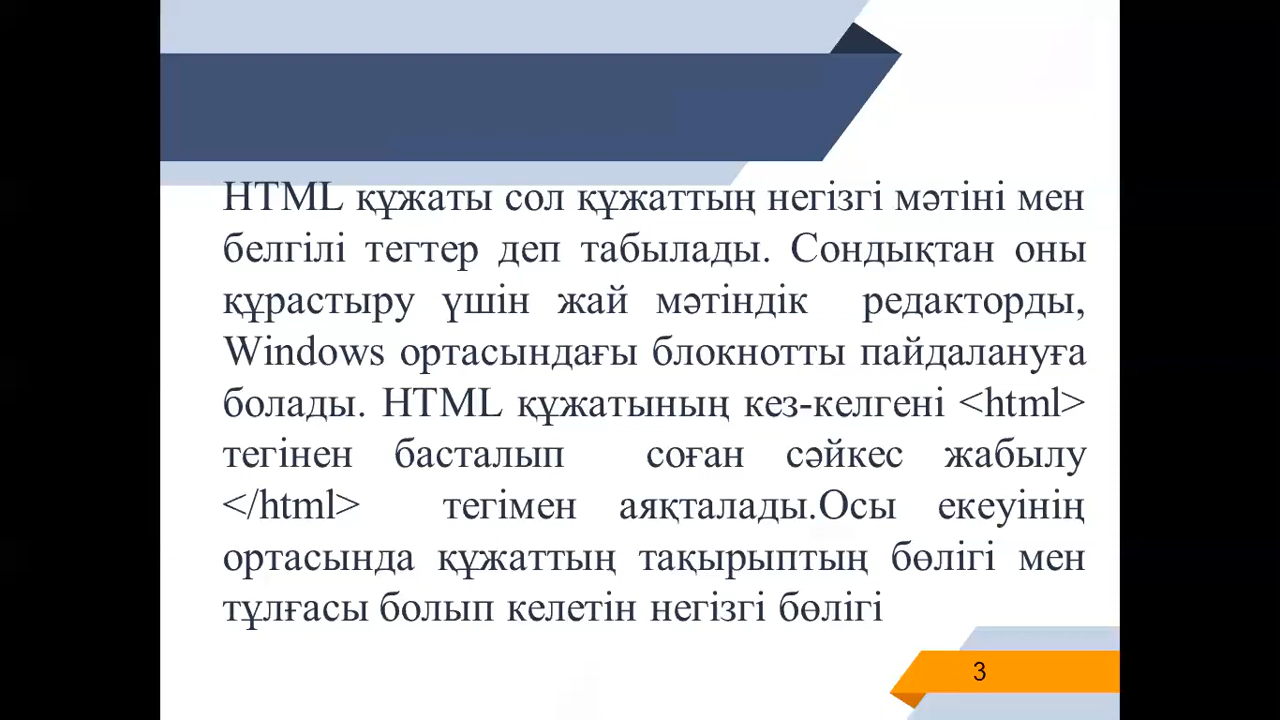 HTML құжаты сол құжаттың негізгі мәтіні мен
белгілі тегтер деп табылады. Сондықтан оны
құрастыру үшін жай мәтіндік редакторды,
Windows ортасындағы блокнотты пайдалануға
болады. HTML құжатының кез-келгені <html>
тегінен басталып соған сәйкес жабылу
</html> тегімен аяқталады.Осы екеуінің
ортасында құжаттың тақырыптың бөлігі мен
тұлғасы болып келетін негізгі бөлігі
3